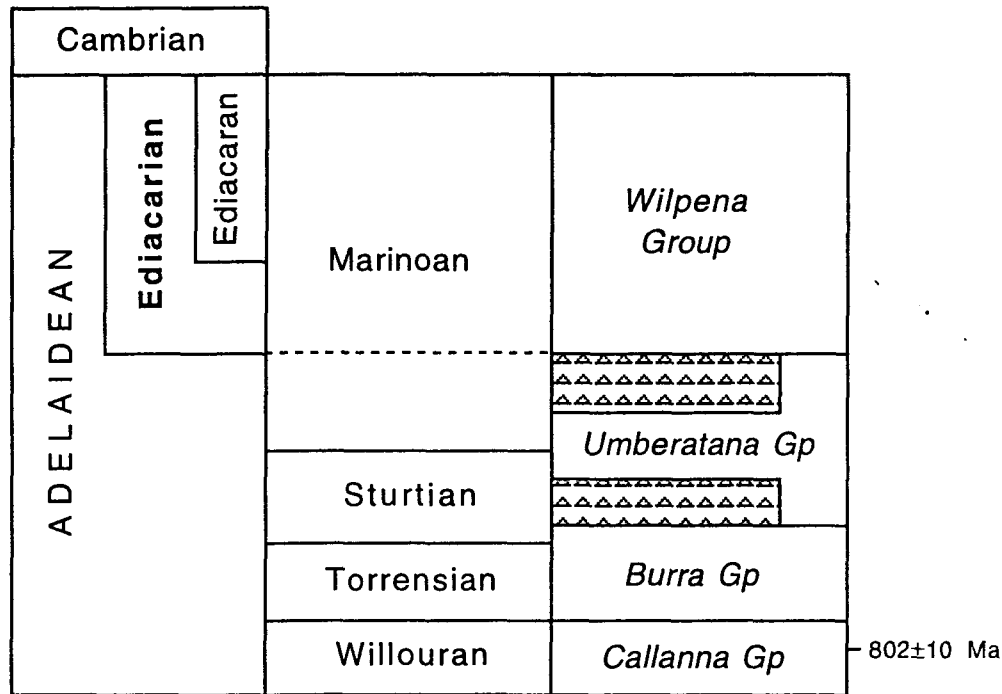 Cambrian
ADELAIDEAN
Ediacarian
Ediacaran
Marinoan
Sturtian
Torrensian
Willouran
Wilpena
Group
Umberatana Gp
Burra Gp
Callanna Gp
802±10 Ma